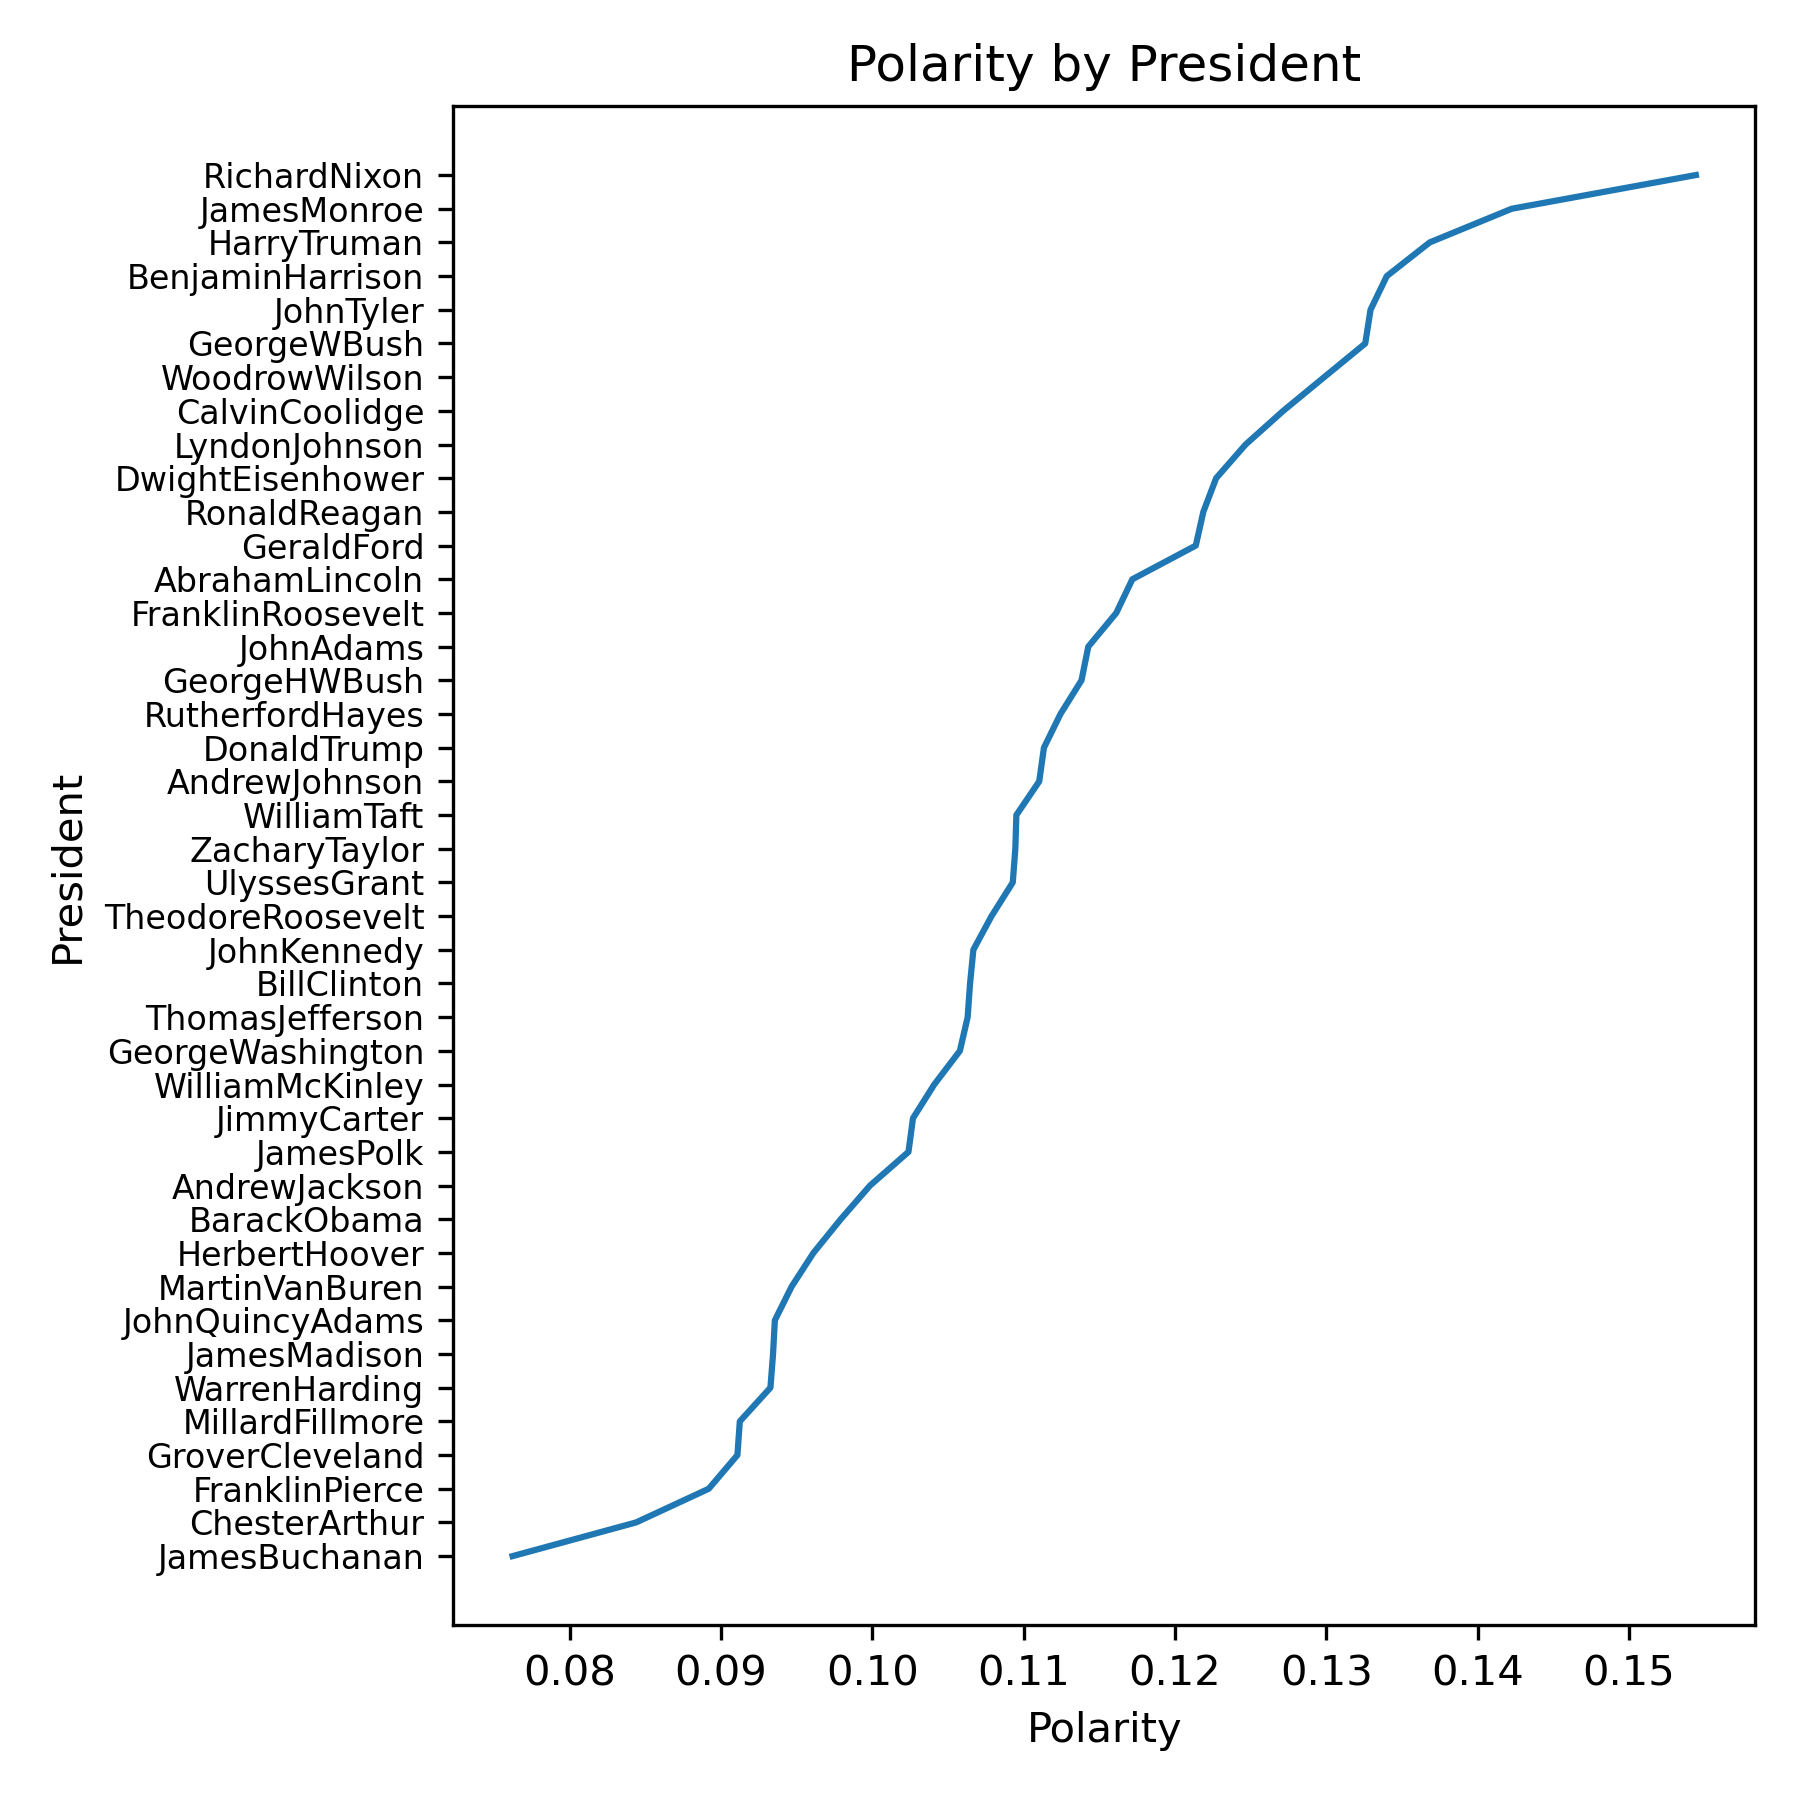 Polarity by President
RichardNixon
JamesMonroe
HarryTruman
BenjaminHarrison
JohnTyler
GeorgeWBush
WoodrowWilson
CalvinCoolidge
LyndonJohnson
DwightEisenhower
RonaldReagan
GeraldFord
AbrahamLincoln
FranklinRoosevelt
JohnAdams
GeorgeHWBush
RutherfordHayes
DonaldTrump
AndrewJohnson
WilliamTaft
ZacharyTaylor
UlyssesGrant
TheodoreRoosevelt
JohnKennedy
BillClinton
ThomasJefferson
GeorgeWashington
WilliamMcKinley
JimmyCarter
JamesPolk
AndrewJackson
BarackObama
HerbertHoover
MartinVanBuren
JohnQuincyAdams
JamesMadison
WarrenHarding
MillardFillmore
GroverCleveland
FranklinPierce
ChesterArthur
JamesBuchanan
President
0.08 0.09 0.10 0.11 0.12 0.13 0.14 0.15
Polarity